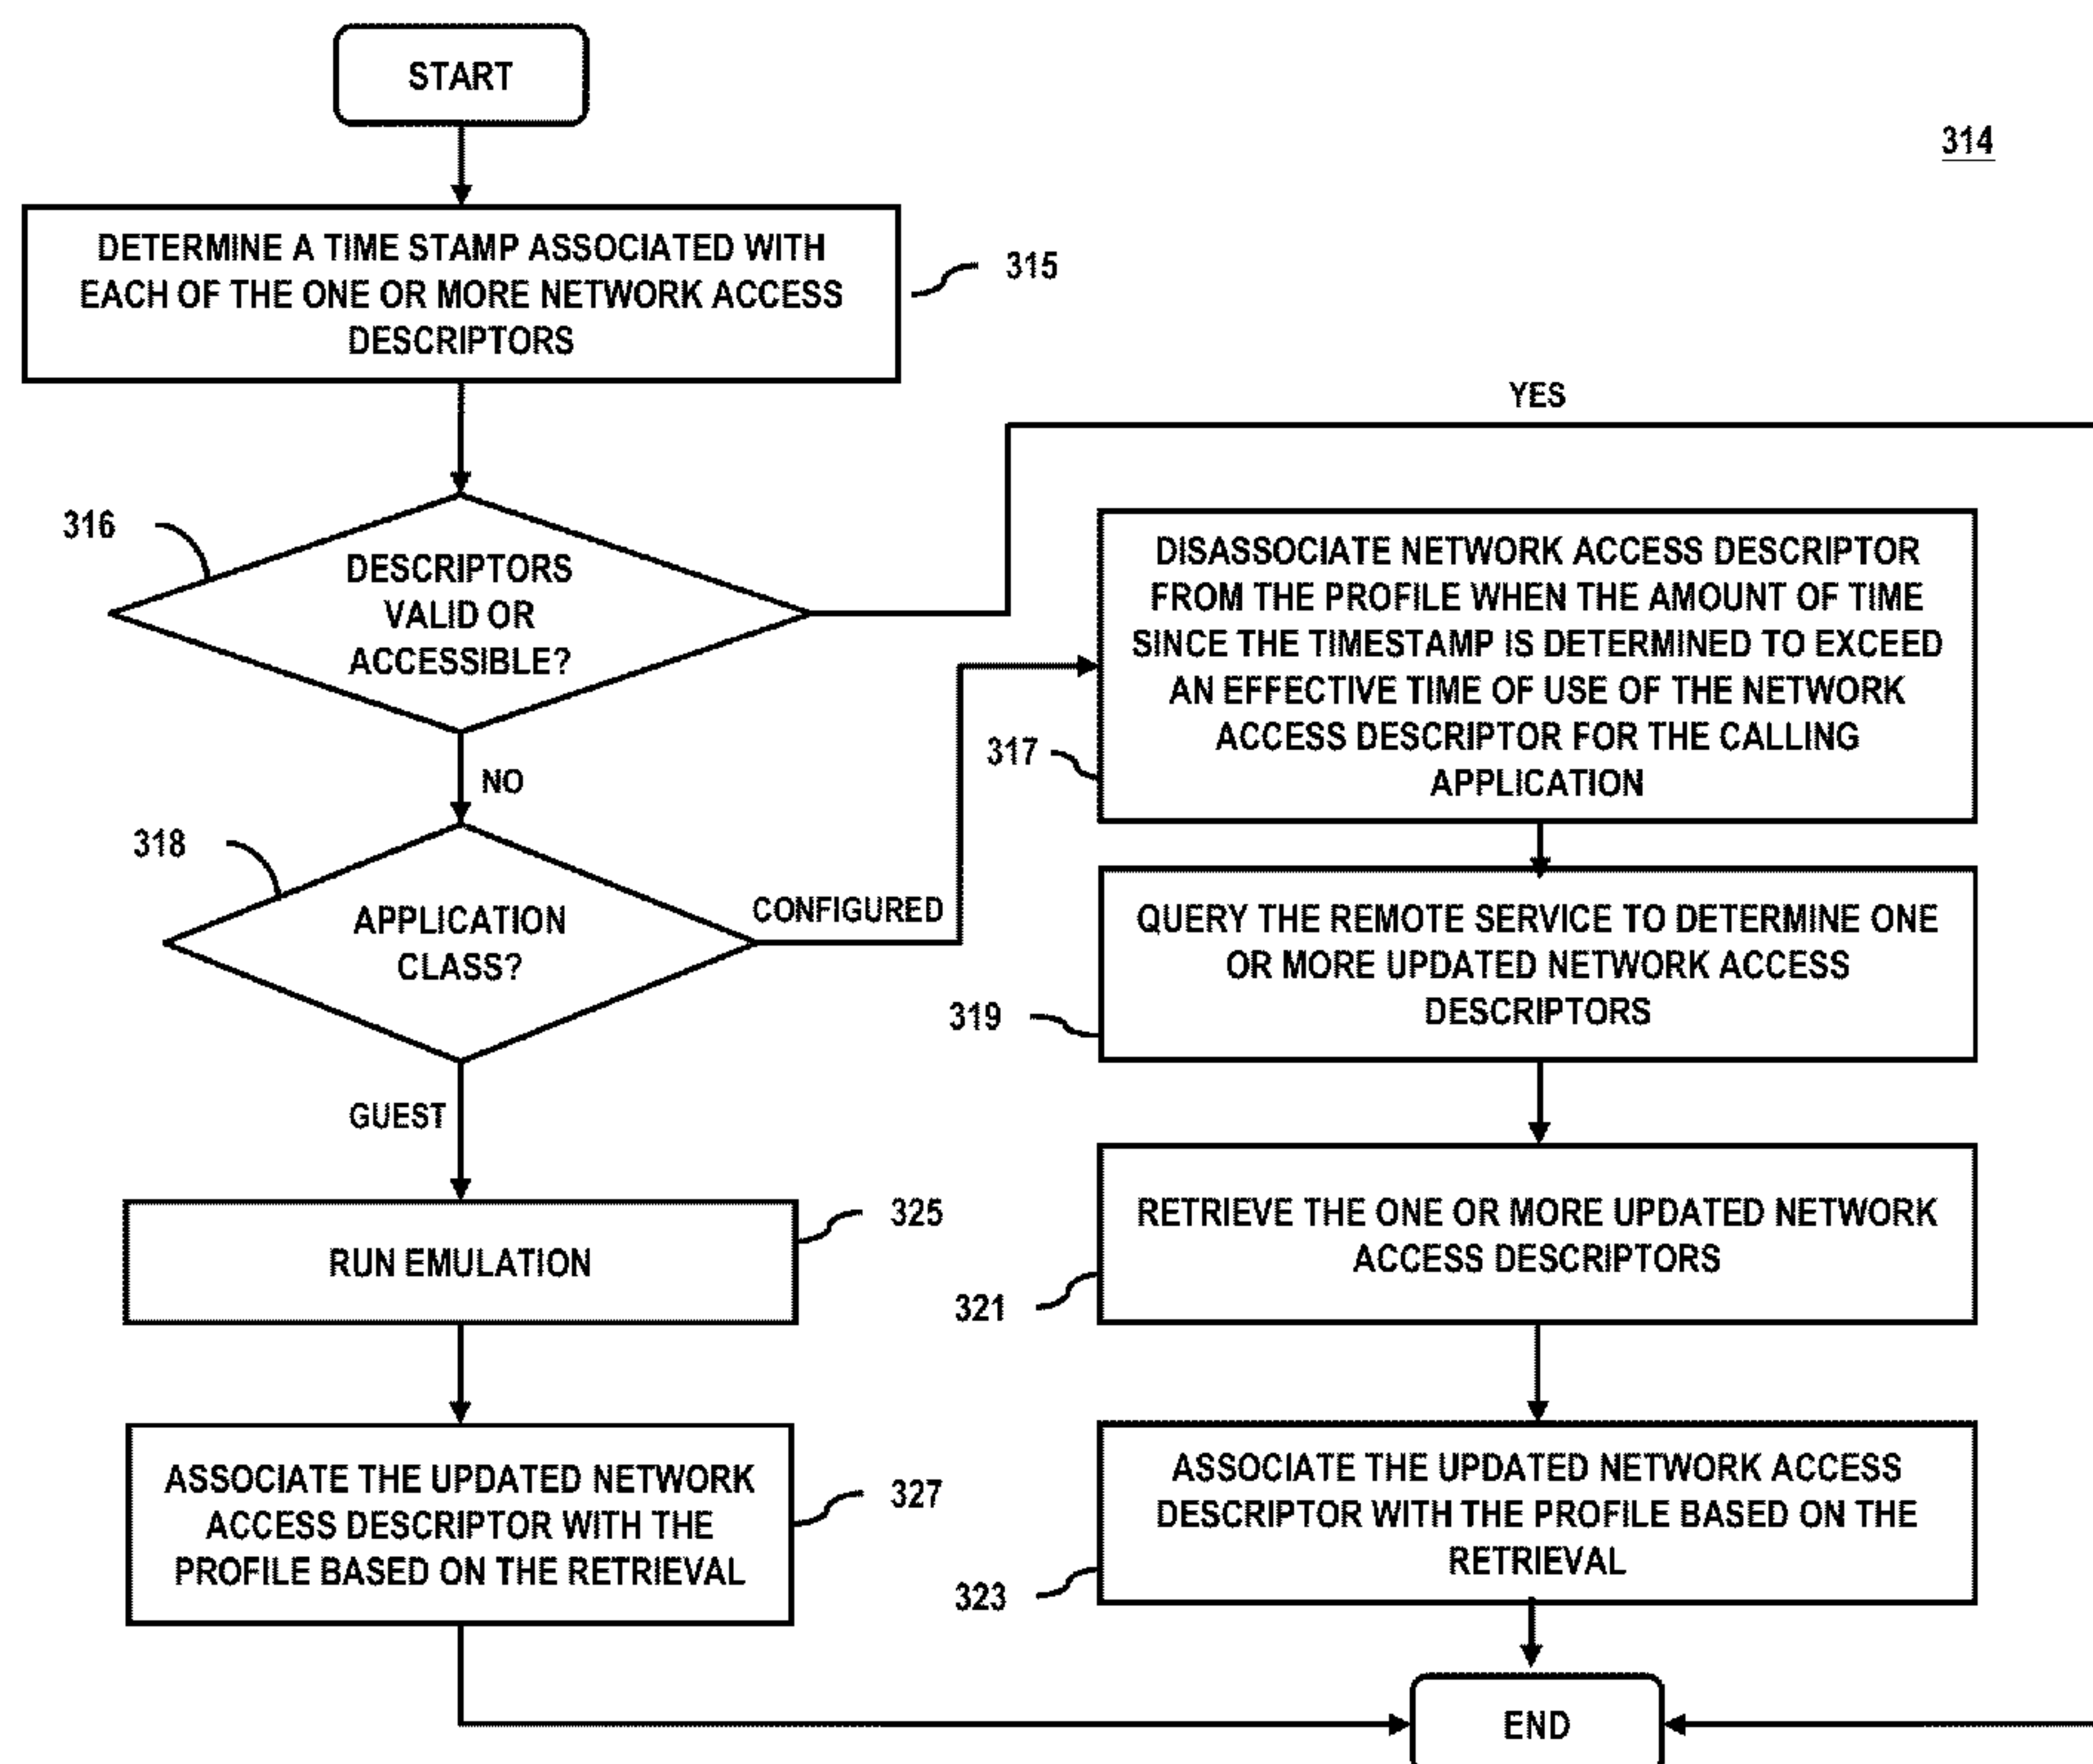 START
314
DETERMINE A TIME STAMP ASSOCIATED WITH
EACH OF THE ONE OR MORE NETWORK ACCESS
DESCRIPTORS
315
YES
316
DESCRIPTORS
VALID OR
ACCESSIBLE?
NO
318
APPLICATION
CLASS?
CONFIGURED
GUEST
DISASSOCIATE NETWORK ACCESS DESCRIPTOR
FROM THE PROFILE WHEN THE AMOUNT OF TIME
SINCE THE TIMESTAMP IS DETERMINED TO EXCEED
AN EFFECTIVE TIME OF USE OF THE NETWORK
ACCESS DESCRIPTOR FOR THE CALLING
APPLICATION
317
QUERY THE REMOTE SERVICE TO DETERMINE ONE
OR MORE UPDATED NETWORK ACCESS
DESCRIPTORS
319
RETRIEVE THE ONE OR MORE UPDATED NETWORK
ACCESS DESCRIPTORS
321
ASSOCIATE THE UPDATED NETWORK ACCESS
DESCRIPTOR WITH THE PROFILE BASED ON THE
RETRIEVAL
323
RUN EMULATION
325
ASSOCIATE THE UPDATED NETWORK
ACCESS DESCRIPTOR WITH THE
PROFILE BASED ON THE RETRIEVAL
327
END